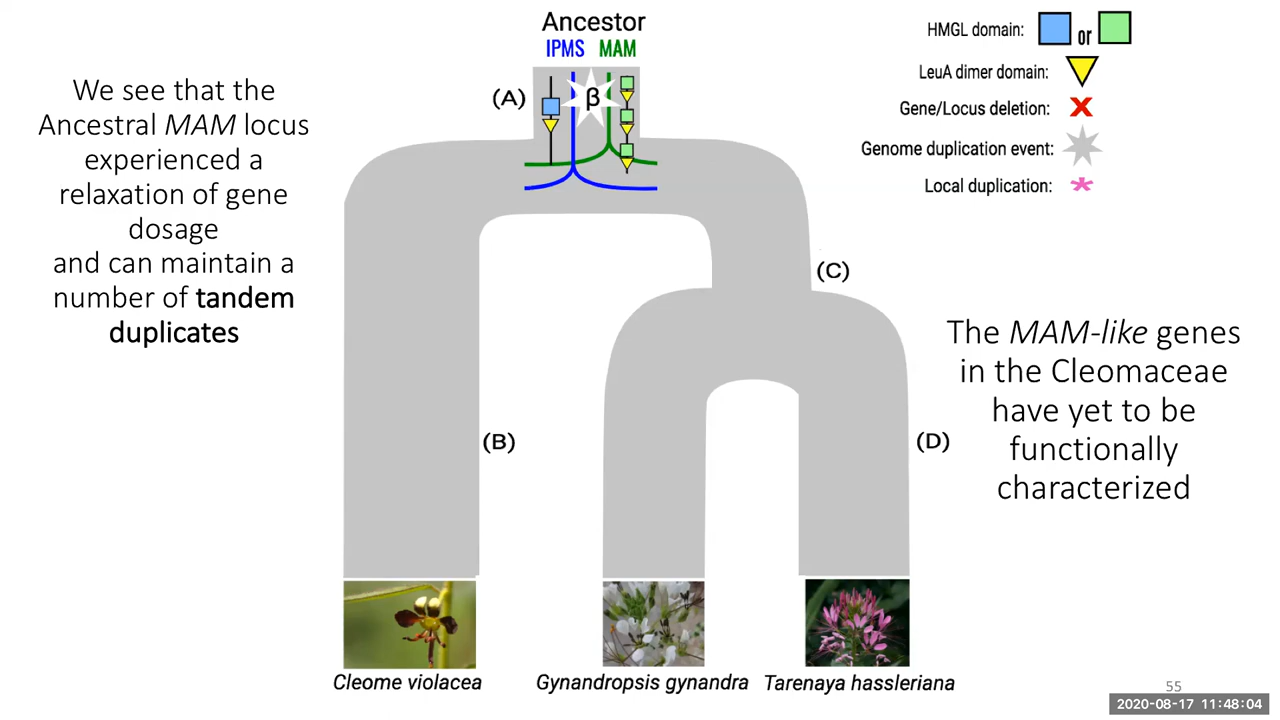 We see that the
Ancestral MAM locus
experienced a
relaxation of gene
dosage
and can maintain a
number of tandem
duplicates
Ancestor
IPMS MAM
(A)
β
HMGL domain: or
LeuA dimer domain:
Gene/Locus deletion:
Genome duplication event:
Local duplication:
(C)
(B)
(D)
The MAM-like genes
in the Cleomaceae
have yet to be
functionally
characterized
Cleome violacea
Gynandropsis gynandra
Tarenaya hassleriana
55
2020-08-17 11:48:04